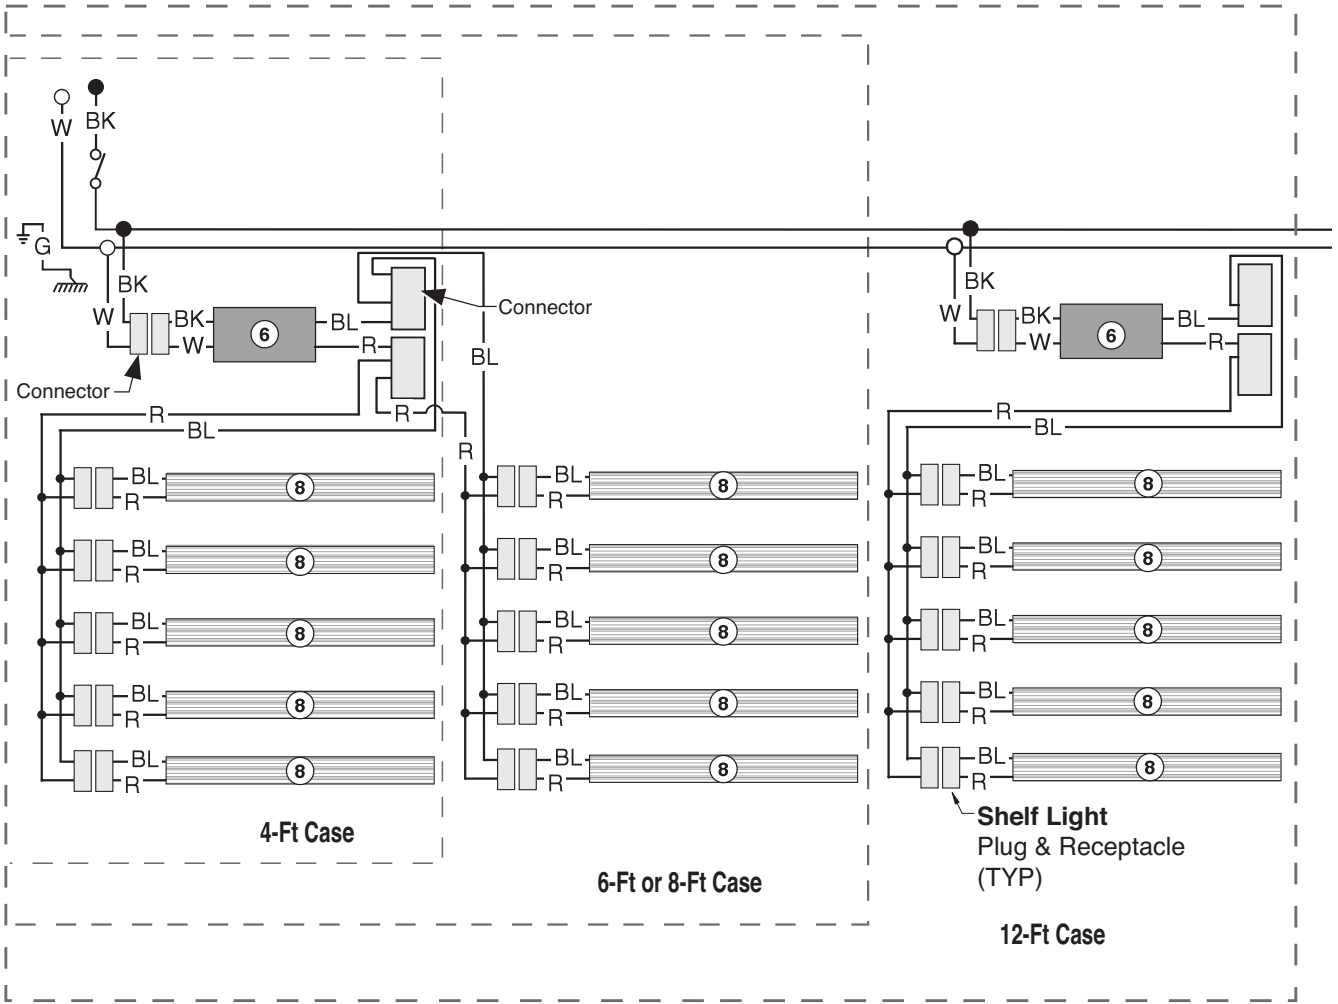 W BK
G
BK
W BK BL
W R
Connector
Connector
BL
R
R
BL
R
BK
W BK BL
W R
R
BL
BL 8
R
BL 8
R
BL 8
R
BL 8
R
BL 8
R
BL 8
R
BL 8
R
BL 8
R
BL 8
R
BL 8
R
BL 8
R
BL 8
R
BL 8
R
BL 8
R
BL 8
R
6
6
4-Ft Case
6-Ft or 8-Ft Case
Shelf Light
Plug & Receptacle
(TYP)
12-Ft Case